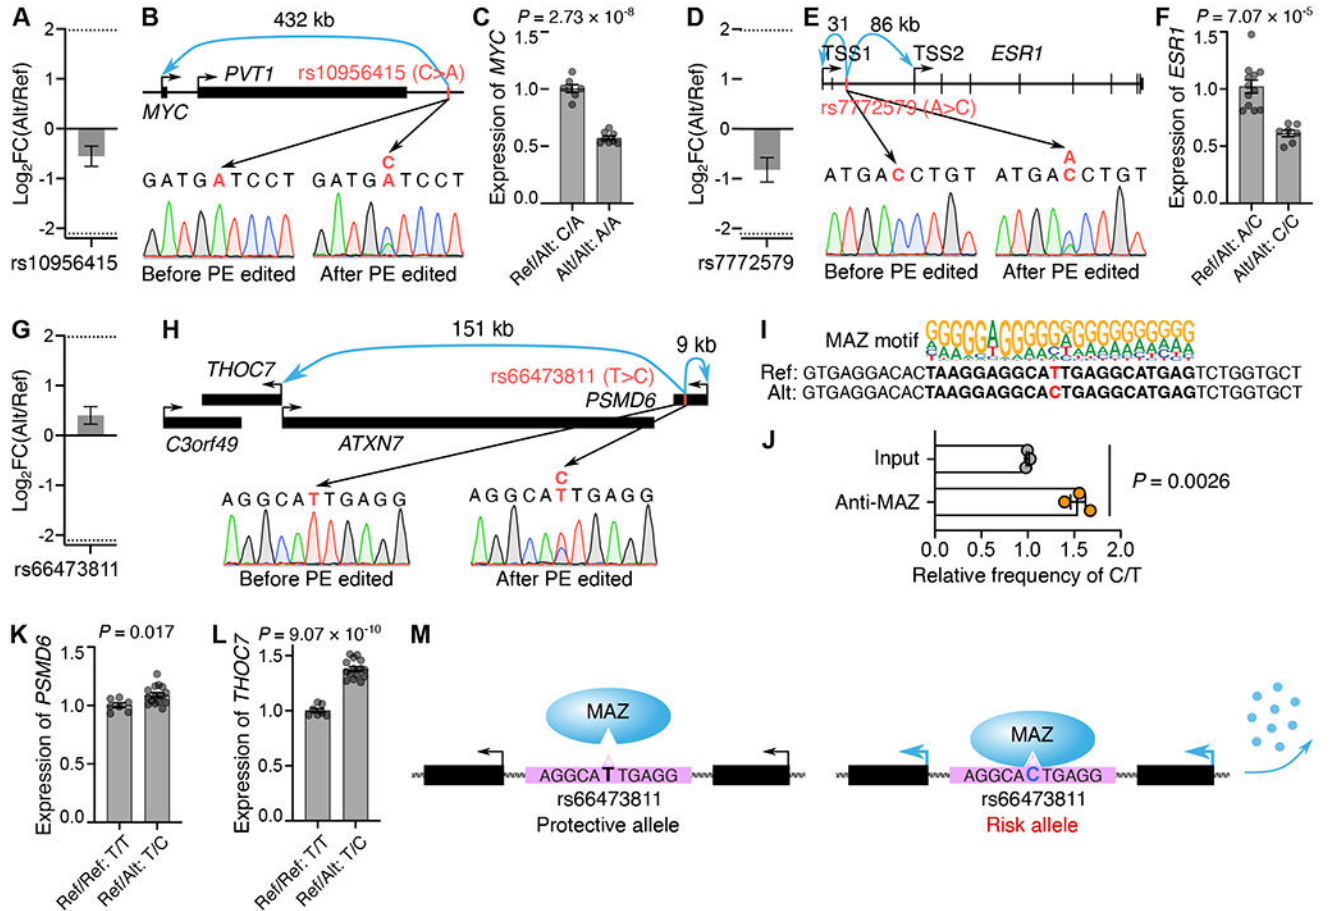 A
Log2FC(Alt/Ref)
2
1
0
-1
-2
rs10956415
B
432 kb
PVT1
rs10956415 (C>A)
MYC
C
GATGATCCT
GATGATCCT
Before PE edited
After PE edited
C
P = 2.73 × 10-8
Expression of MYC
1.5
1.0
0.5
0.0
Ref/Alt: C/A
Alt/Alt: A/A
D
Log2FC(Alt/Ref)
2
1
0
-1
-2
rs7772579
E
31
86 kb
TSS1
TSS2
ESR1
rs7772579 (A>C)
A
ATGACCTGT
ATGACCTGT
Before PE edited
After PE edited
F
P = 7.07 × 10-5
Expression of ESR1
1.5
1.0
0.5
0.0
Ref/Alt: A/C
Alt/Alt: C/C
G
Log2FC(Alt/Ref)
2
1
0
-1
-2
rs66473811
H
151 kb
9 kb
THOC7
rs66473811 (T>C)
PSMD6
C3orf49
ATXN7
C
AGGCATTGAGG
AGGCATTGAGG
Before PE edited
After PE edited
I
MAZ motif
Ref: GTGAGGACACTAAGGAGGCATTGAGGCATGAGTCTGGTGCT
Alt: GTGAGGACACTAAGGAGGCACTGAGGCATGAGTCTGGTGCT
J
Input
Anti-MAZ
P = 0.0026
0.0 0.5 1.0 1.5 2.0
Relative frequency of C/T
K
P = 0.017
Expression of PSMD6
1.5
1.0
0.5
0.0
Ref/Ref: T/T
Ref/Alt: T/C
L
P = 9.07 × 10-10
Expression of THOC7
1.5
1.0
0.5
0.0
Ref/Ref: T/T
Ref/Alt: T/C
M
MAZ
AGGCATTGAGG
rs66473811
Protective allele
MAZ
AGGCACTGAGG
rs66473811
Risk allele